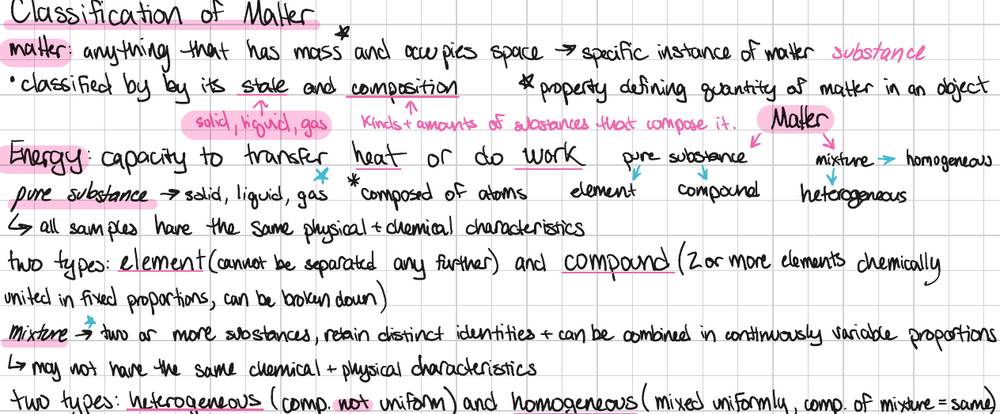 Classification of Matter
matter: anything that has mass* and occupies space → specific instance of matter substance
• classified by by its state and composition * property defining quantity of matter in an object
solid, liquid, gas Kinds + amounts of substances that compose it. Matter
Energy: capacity to transfer heat or do work pure substance mixture → homogeneous
pure substance → solid, liquid, gas * composed of atoms element compound heterogeneous
↳ all samples have the same physical + chemical characteristics
two types: element (cannot be separated any further) and compound (2 or more elements chemically
united in fixed proportions, can be broken down)
mixture → two or more substances, retain distinct identities + can be combined in continuously variable proportions.
↳ may not have the same chemical + physical characteristics
two types: heterogeneous (comp. not uniform) and homogeneous (mixed uniformly, comp. of mixture = same)